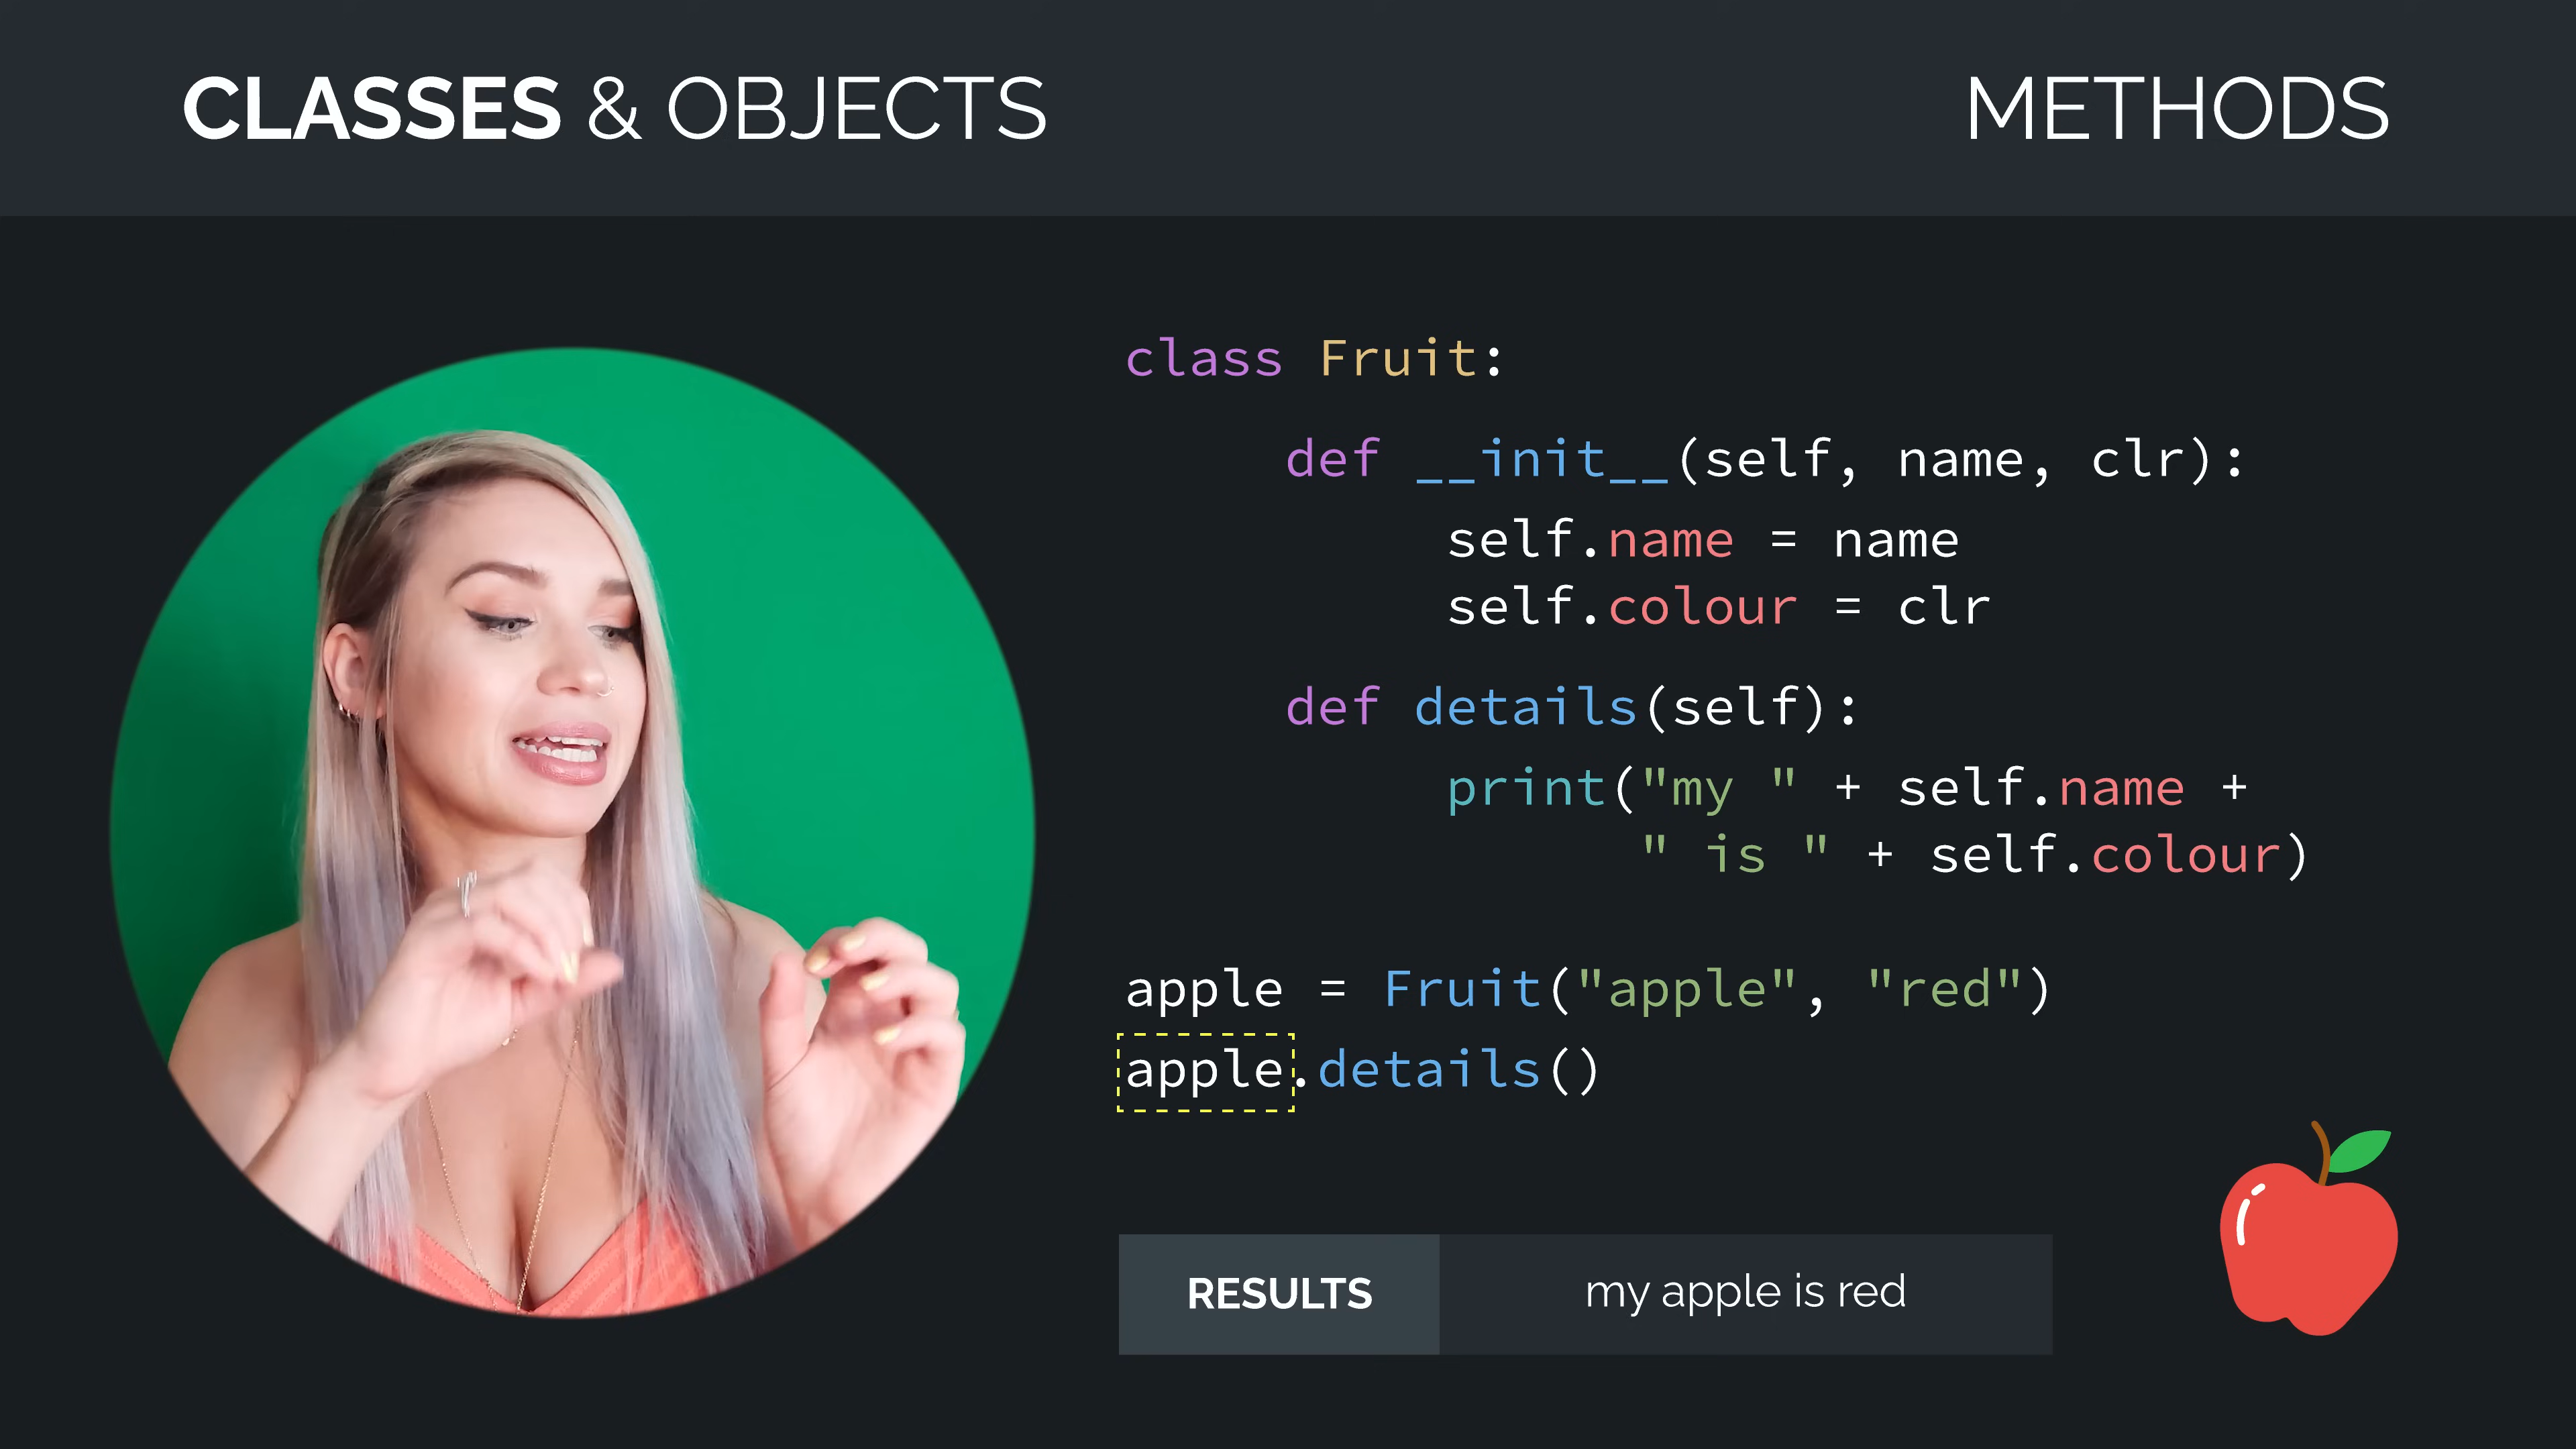 CLASSES & OBJECTS
METHODS
class Fruit:
def __init__(self, name, clr):
self.name = name
self.colour = clr
def details(self):
print("my " + self.name +
" is " + self.colour)
apple = Fruit("apple", "red")
apple.details()
RESULTS
my apple is red